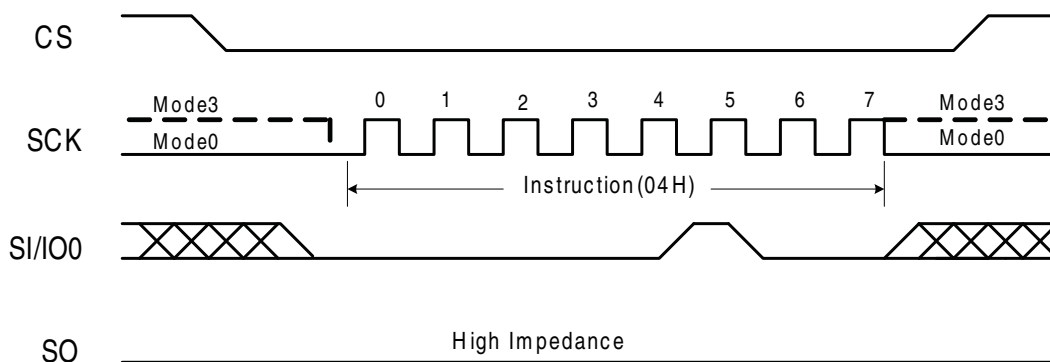 CS
Mode3
0 1 2 3 4 5 6 7
Mode3
SCK
Mode0
Mode0
Instruction(04H)
SI/IO0
High Impedance
SO